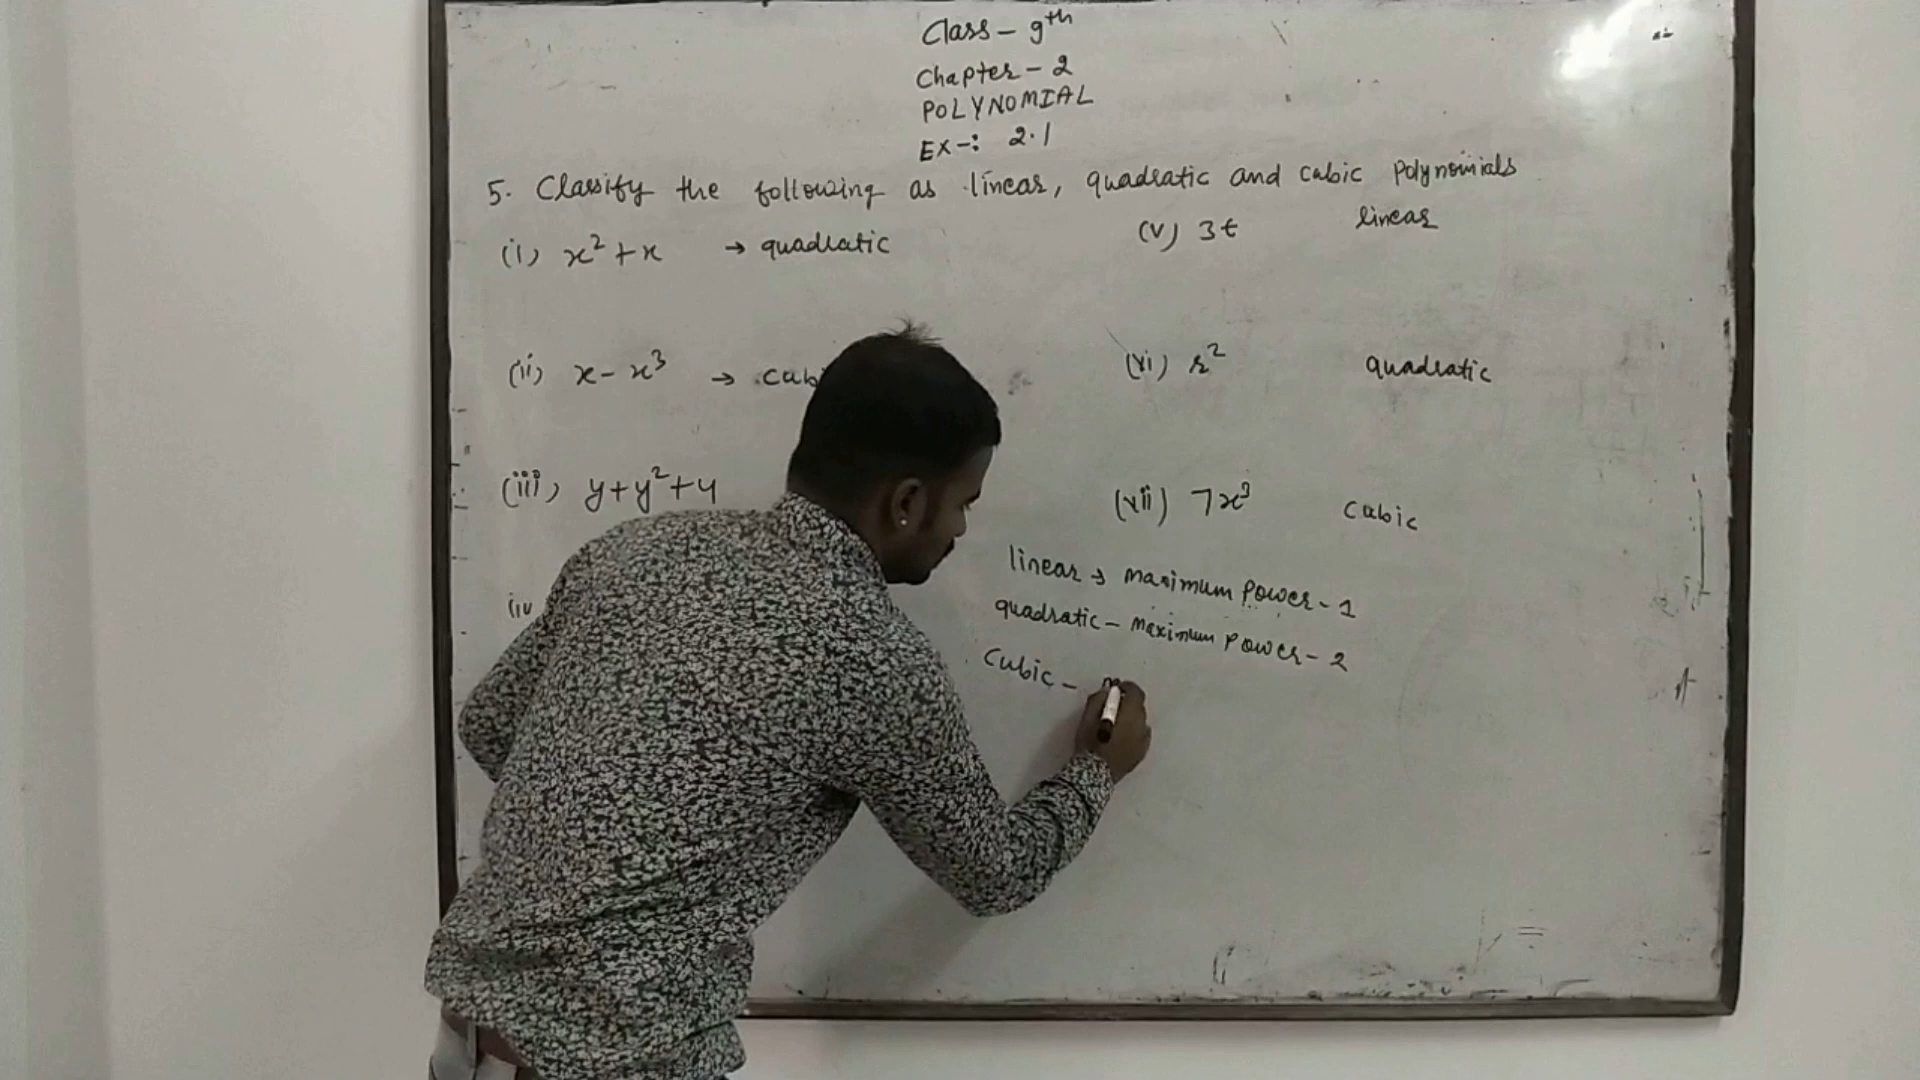 Class - 9th
Chapter - 2
POLYNOMIAL
EX-: 2.1
5. Classify the following as linear, quadratic and cubic polynomials
(i) x² + x → quadratic
(v) 3t linear
(ii) x - x³ → cubi
(vi) r² quadratic
(iii) y + y² + 4
(vii) 7x³ cubic
(iv
linear → maximum power - 1
quadratic - maximum power - 2
Cubic - m